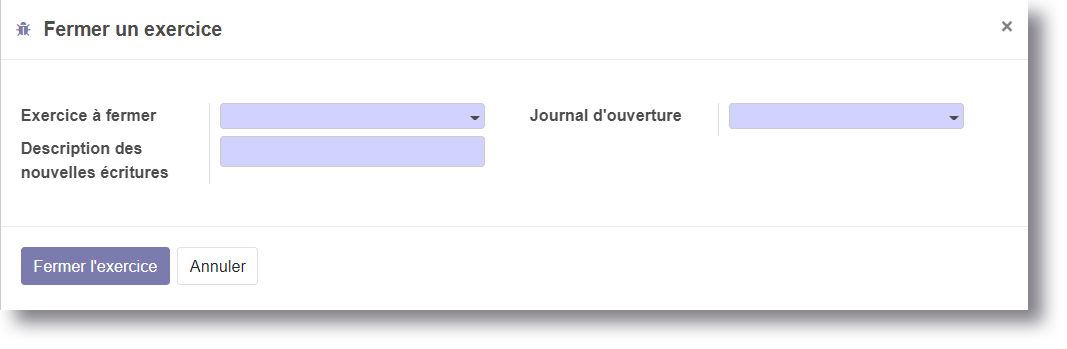 Fermer un exercice
×
Exercice à fermer
Journal d'ouverture
Description des
nouvelles écritures
Fermer l'exercice
Annuler